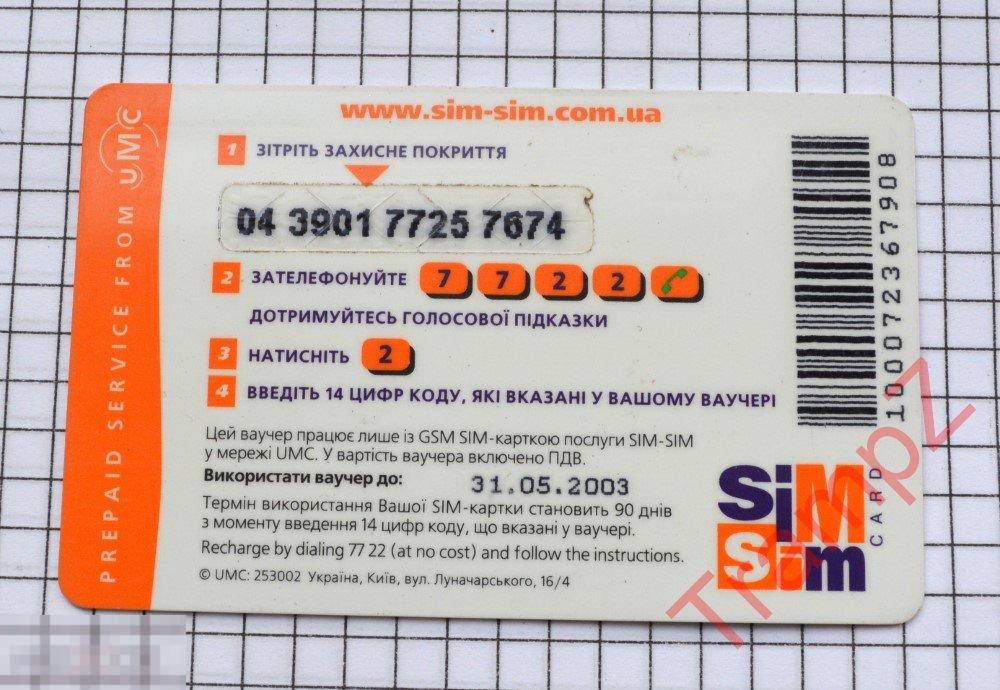 www.sim-sim.com.ua
1 ЗІТРІТЬ ЗАХИСНЕ ПОКРИТТЯ
04 3901 7725 7674
2 ЗАТЕЛЕФОНУЙТЕ 7 7 2 2
ДОТРИМУЙТЕСЬ ГОЛОСОВОЇ ПІДКАЗКИ
3 НАТИСНІТЬ 2
4 ВВЕДІТЬ 14 ЦИФР КОДУ, ЯКІ ВКАЗАНІ У ВАШОМУ ВАУЧЕРІ
Цей ваучер працює лише із GSM SIM-карткою послуги SIM-SIM
у мережі UMC. У вартість ваучера включено ПДВ.
Використати ваучер до: 31.05.2003
Термін використання Вашої SIM-картки становить 90 днів
з моменту введення 14 цифр коду, що вказані у ваучері.
Recharge by dialing 77 22 (at no cost) and follow the instructions.
© UMC: 253002 Україна, Київ, вул. Луначарського, 16/4
PREPAID SERVICE FROM UMC
100072367908
SiM
Sim
CARD
TrampZ